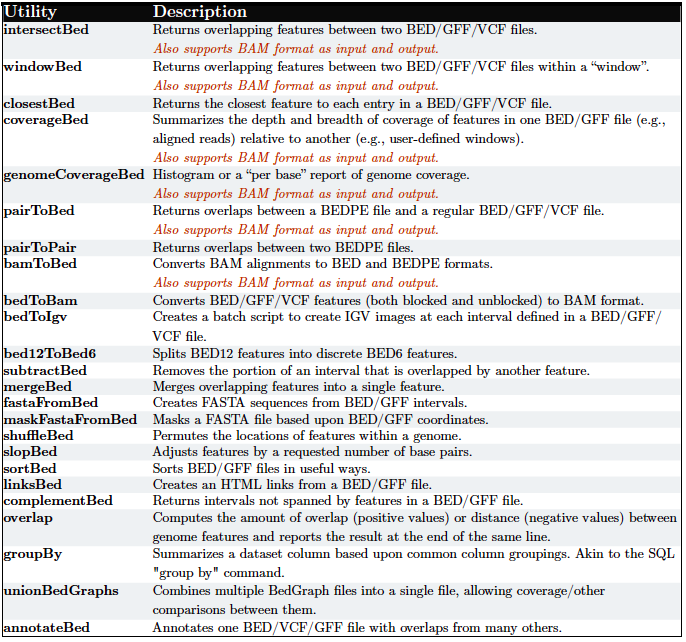 Utility Description
intersectBed Returns overlapping features between two BED/GFF/VCF files.
Also supports BAM format as input and output.
windowBed Returns overlapping features between two BED/GFF/VCF files within a “window”.
Also supports BAM format as input and output.
closestBed Returns the closest feature to each entry in a BED/GFF/VCF file.
coverageBed Summarizes the depth and breadth of coverage of features in one BED/GFF file (e.g.,
aligned reads) relative to another (e.g., user-defined windows).
Also supports BAM format as input and output.
genomeCoverageBed Histogram or a “per base” report of genome coverage.
Also supports BAM format as input and output.
pairToBed Returns overlaps between a BEDPE file and a regular BED/GFF/VCF file.
Also supports BAM format as input and output.
pairToPair Returns overlaps between two BEDPE files.
bamToBed Converts BAM alignments to BED and BEDPE formats.
Also supports BAM format as input and output.
bedToBam Converts BED/GFF/VCF features (both blocked and unblocked) to BAM format.
bedToIgv Creates a batch script to create IGV images at each interval defined in a BED/GFF/
VCF file.
bed12ToBed6 Splits BED12 features into discrete BED6 features.
subtractBed Removes the portion of an interval that is overlapped by another feature.
mergeBed Merges overlapping features into a single feature.
fastaFromBed Creates FASTA sequences from BED/GFF intervals.
maskFastaFromBed Masks a FASTA file based upon BED/GFF coordinates.
shuffleBed Permutes the locations of features within a genome.
slopBed Adjusts features by a requested number of base pairs.
sortBed Sorts BED/GFF files in useful ways.
linksBed Creates an HTML links from a BED/GFF file.
complementBed Returns intervals not spanned by features in a BED/GFF file.
overlap Computes the amount of overlap (positive values) or distance (negative values) between
genome features and reports the result at the end of the same line.
groupBy Summarizes a dataset column based upon common column groupings. Akin to the SQL
"group by" command.
unionBedGraphs Combines multiple BedGraph files into a single file, allowing coverage/other
comparisons between them.
annotateBed Annotates one BED/VCF/GFF file with overlaps from many others.